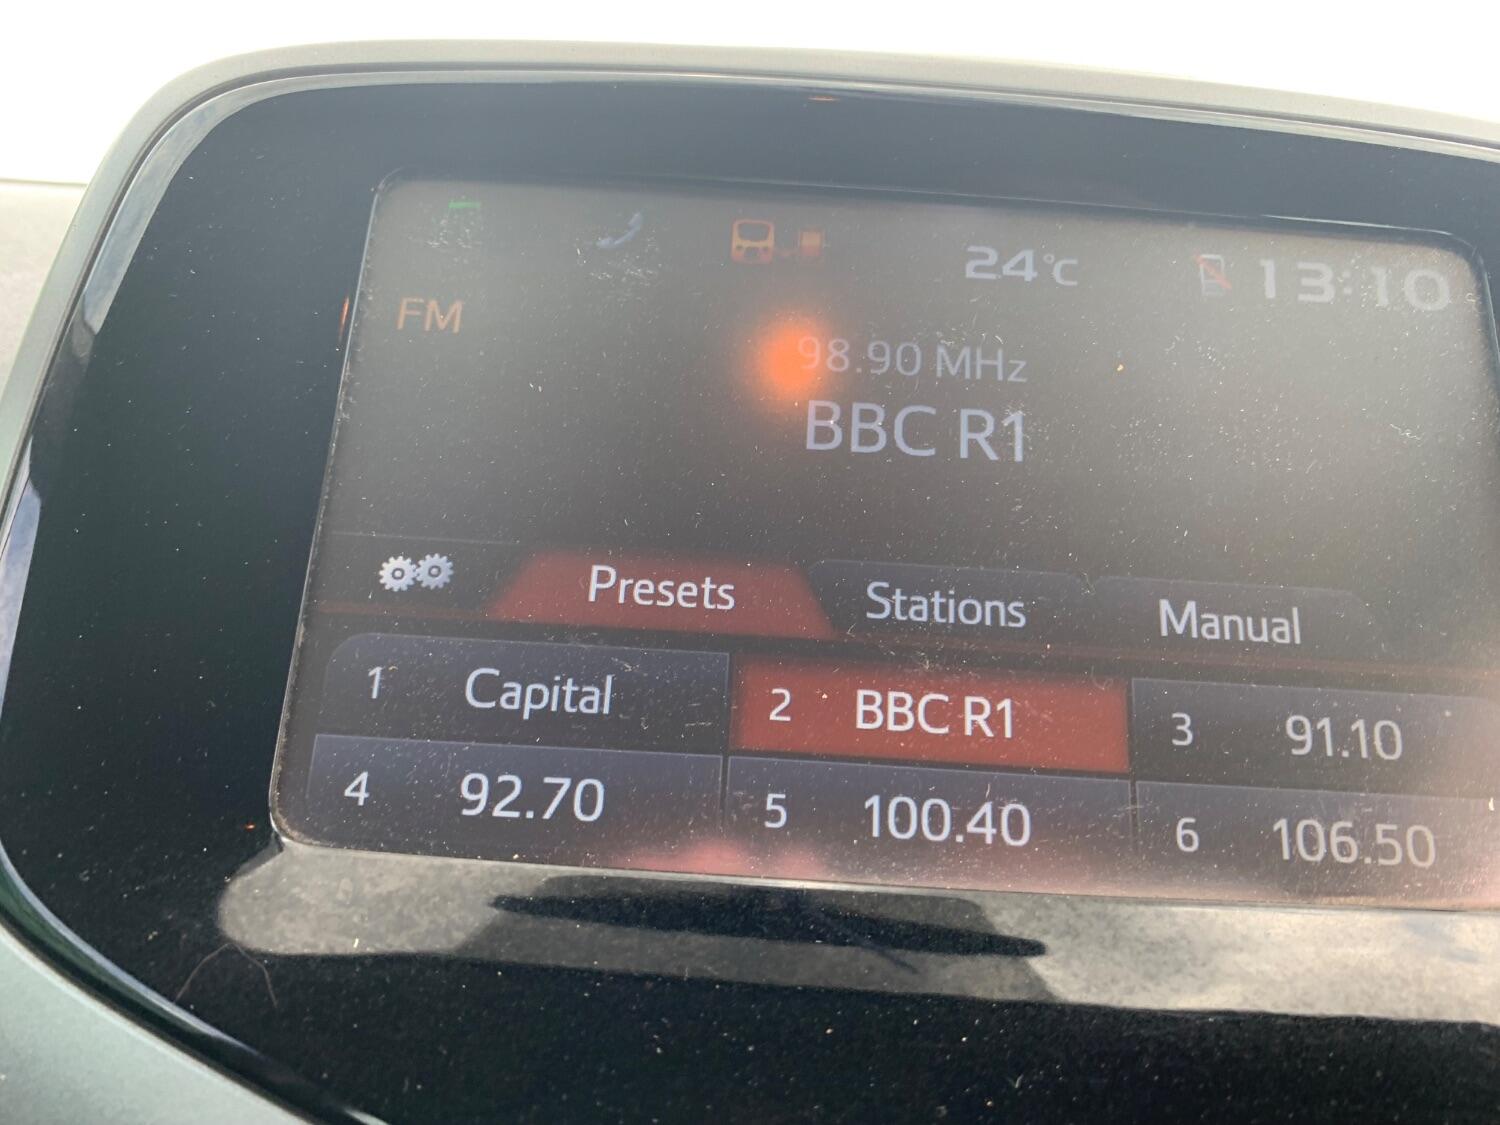 24°C 13:10
FM
98.90 MHz
BBC R1
Presets Stations Manual
1 Capital 2 BBC R1 3 91.10
4 92.70 5 100.40 6 106.50